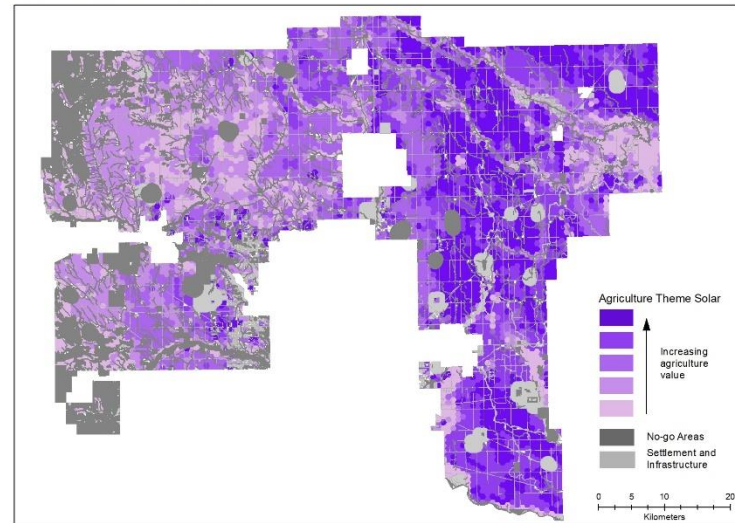 Agriculture Theme Solar
Increasing
agriculture
value
No-go Areas
Settlement and
Infrastructure
0 5 10 20
Kilometers